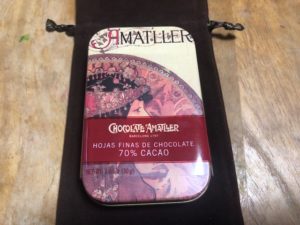 AMATLLER
CHOCOLATE AMATLLER
BARCELONA 1797
HOJAS FINAS DE CHOCOLATE
70% CACAO